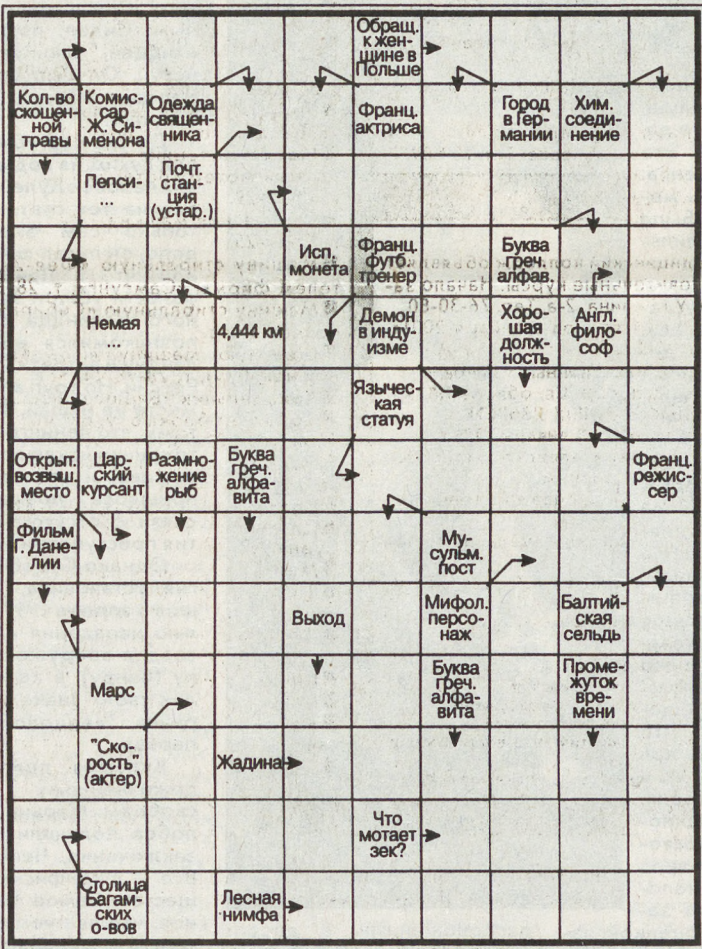 Обращ.
к жен-
щине в
Польше
Кол-во
скошен-
ной
травы
Комис-
сар
Ж. Си-
менона
Одежда
священ-
ника
Франц.
актриса
Город
в Гер-
мании
Хим.
соеди-
нение
Пепси-
...
Почт.
стан-
ция
(устар.)
Исп.
монета
Франц.
футб.
тренер
Буква
греч.
алфав.
Немая
4,444 км
Демон
в инду-
изме
Хоро-
шая
долж-
ность
Англ.
фило-
соф
Языче-
ская
статуя
Открыт.
возвыш.
место
Цар-
ский
курсант
Размно-
жение
рыб
Буква
греч.
алфа-
вита
Франц.
режис-
сер
Фильм
Г. Дане-
лии
Му-
сульм.
пост
Выход
Мифол.
персо-
наж
Балтий-
ская
сельдь
Марс
Буква
греч.
алфа-
вита
Проме-
жуток
вре-
мени
"Ско-
рость"
(актер)
Жадина
Что
мотает
зек?
Столица
Багам-
ских
о-вов
Лесная
нимфа